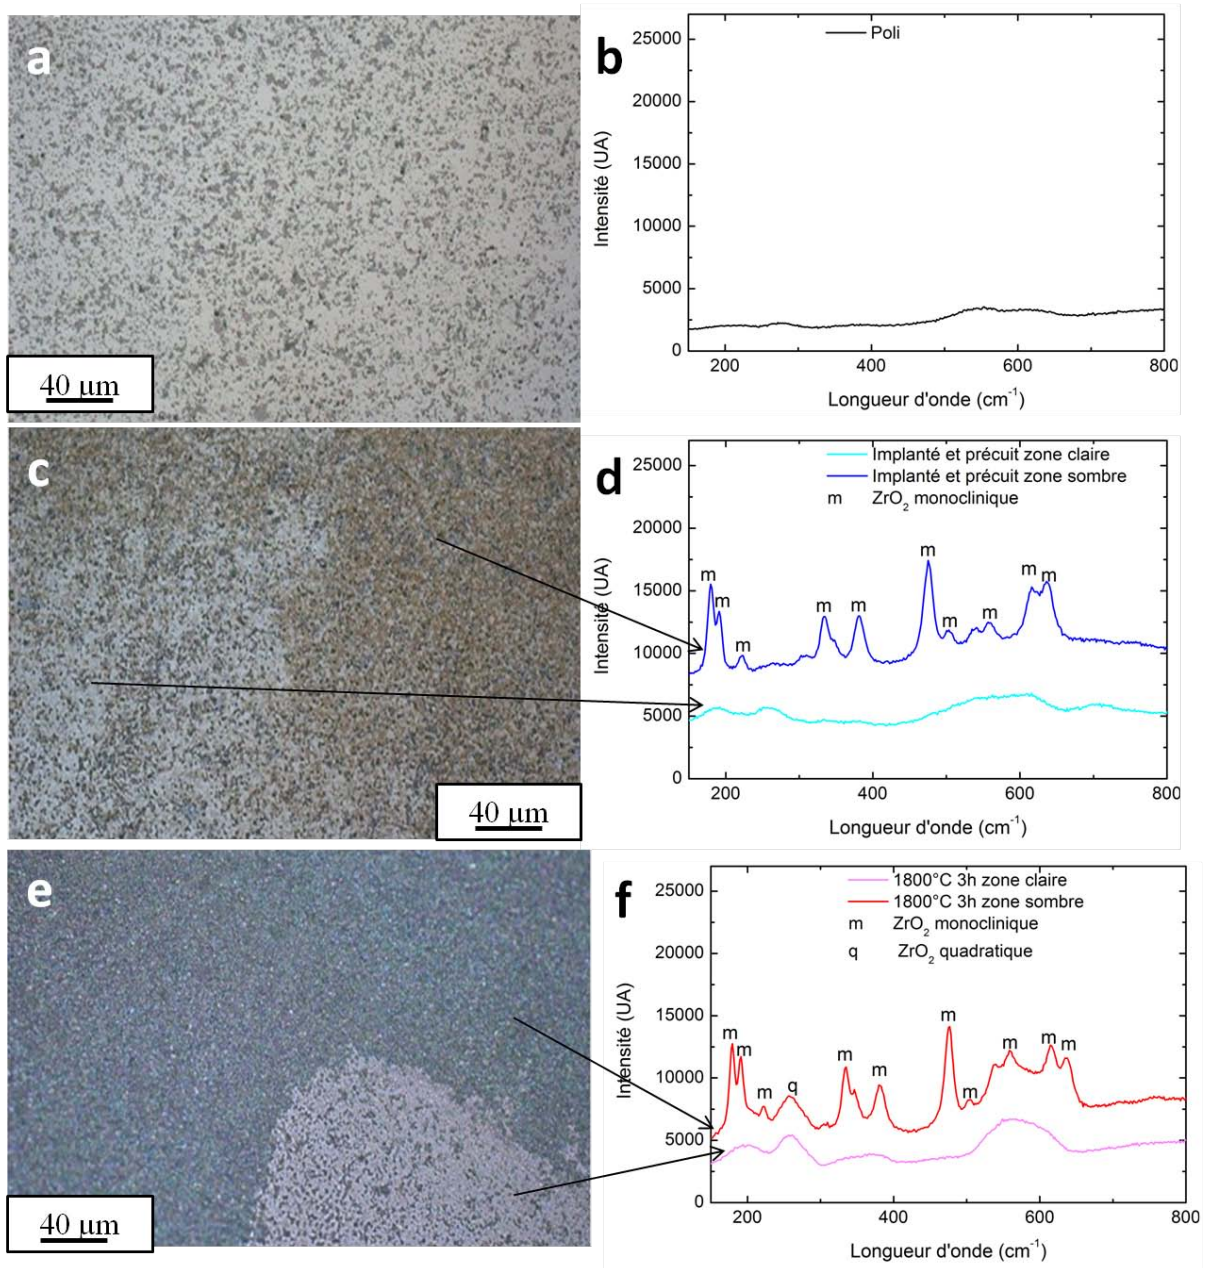 a
40 µm
b
Poli
25000
20000
15000
10000
5000
0
200
400
600
800
Intensité (UA)
Longueur d'onde (cm⁻¹)
c
40 µm
d
Implanté et précuit zone claire
Implanté et précuit zone sombre
m ZrO₂ monoclinique
25000
20000
15000
10000
5000
0
m
m
m
m
m
m
m
m
m
m
200
400
600
800
Intensité (UA)
Longueur d'onde (cm⁻¹)
e
40 µm
f
1800°C 3h zone claire
1800°C 3h zone sombre
m ZrO₂ monoclinique
q ZrO₂ quadratique
25000
20000
15000
10000
5000
0
m
m
m
q
m
m
m
m
m
m
m
200
400
600
800
Intensité (UA)
Longueur d'onde (cm⁻¹)